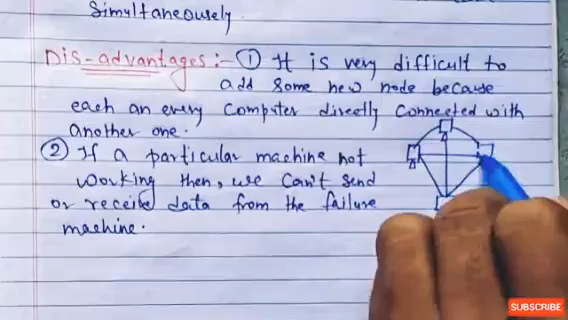 Simultaneousely.
Dis-advantages:- ① It is very difficult to
add some new node because
each an every Computer directly Connected with
another one.
② If a particular machine not
working then, we can't send
or receive data from the failure
machine.
SUBSCRIBE